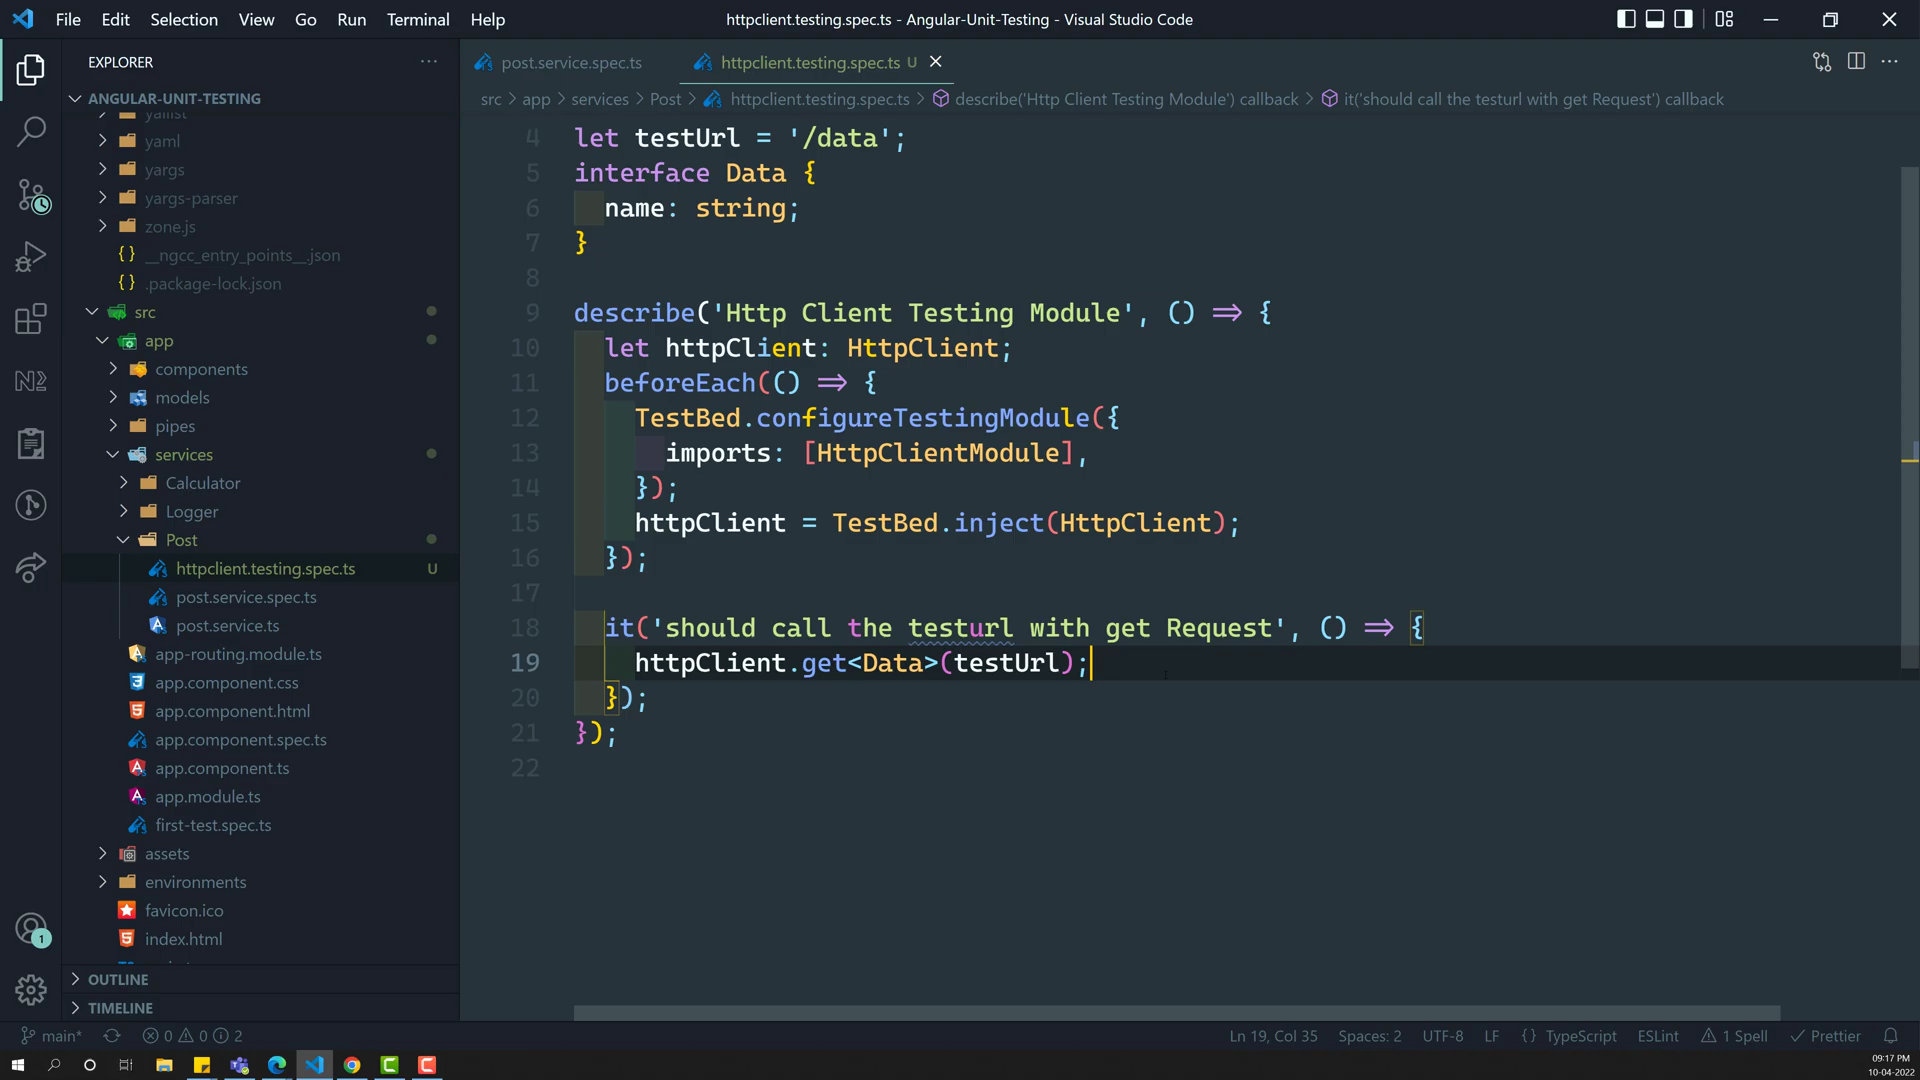 File Edit Selection View Go Run Terminal Help
httpclient.testing.spec.ts - Angular-Unit-Testing - Visual Studio Code
EXPLORER
ANGULAR-UNIT-TESTING
yallist
yaml
yargs
yargs-parser
zone.js
{} __ngcc_entry_points__.json
{} .package-lock.json
src
app
components
models
pipes
services
Calculator
Logger
Post
httpclient.testing.spec.ts U
post.service.spec.ts
post.service.ts
app-routing.module.ts
app.component.css
app.component.html
app.component.spec.ts
app.component.ts
app.module.ts
first-test.spec.ts
assets
environments
favicon.ico
index.html
OUTLINE
TIMELINE
post.service.spec.ts
httpclient.testing.spec.ts U
src > app > services > Post > httpclient.testing.spec.ts > describe('Http Client Testing Module') callback > it('should call the testurl with get Request') callback
4 let testUrl = '/data';
5 interface Data {
6 name: string;
7 }
8
9 describe('Http Client Testing Module', () => {
10 let httpClient: HttpClient;
11 beforeEach(() => {
12 TestBed.configureTestingModule({
13 imports: [HttpClientModule],
14 });
15 httpClient = TestBed.inject(HttpClient);
16 });
17
18 it('should call the testurl with get Request', () => {
19 httpClient.get<Data>(testUrl);
20 });
21 });
22
1
main* 0 0 2
Ln 19, Col 35 Spaces: 2 UTF-8 LF {} TypeScript ESLint 1 Spell Prettier
09:17 PM
10-04-2022